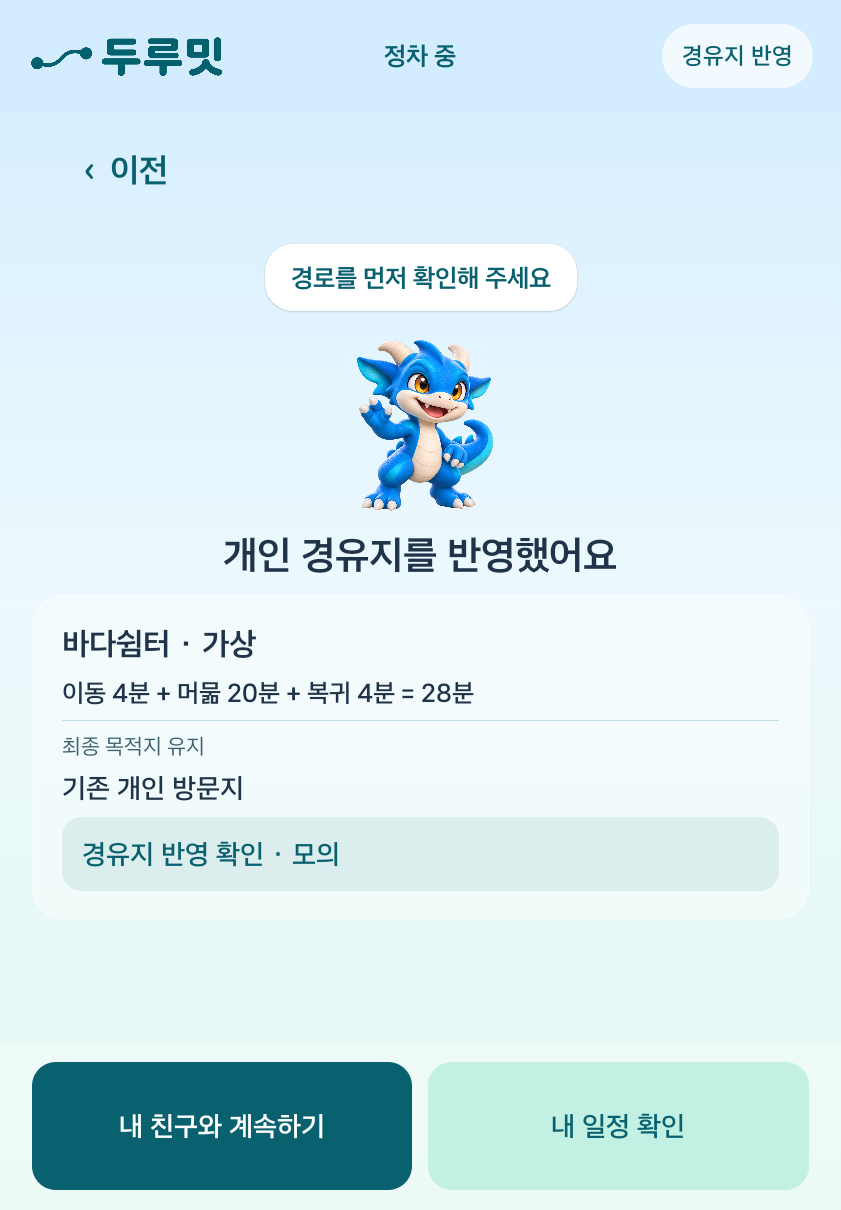 두루밋
정차 중
경유지 반영
‹ 이전
경로를 먼저 확인해 주세요
개인 경유지를 반영했어요
바다쉼터 · 가상
이동 4분 + 머묾 20분 + 복귀 4분 = 28분
최종 목적지 유지
기존 개인 방문지
경유지 반영 확인 · 모의
내 친구와 계속하기
내 일정 확인